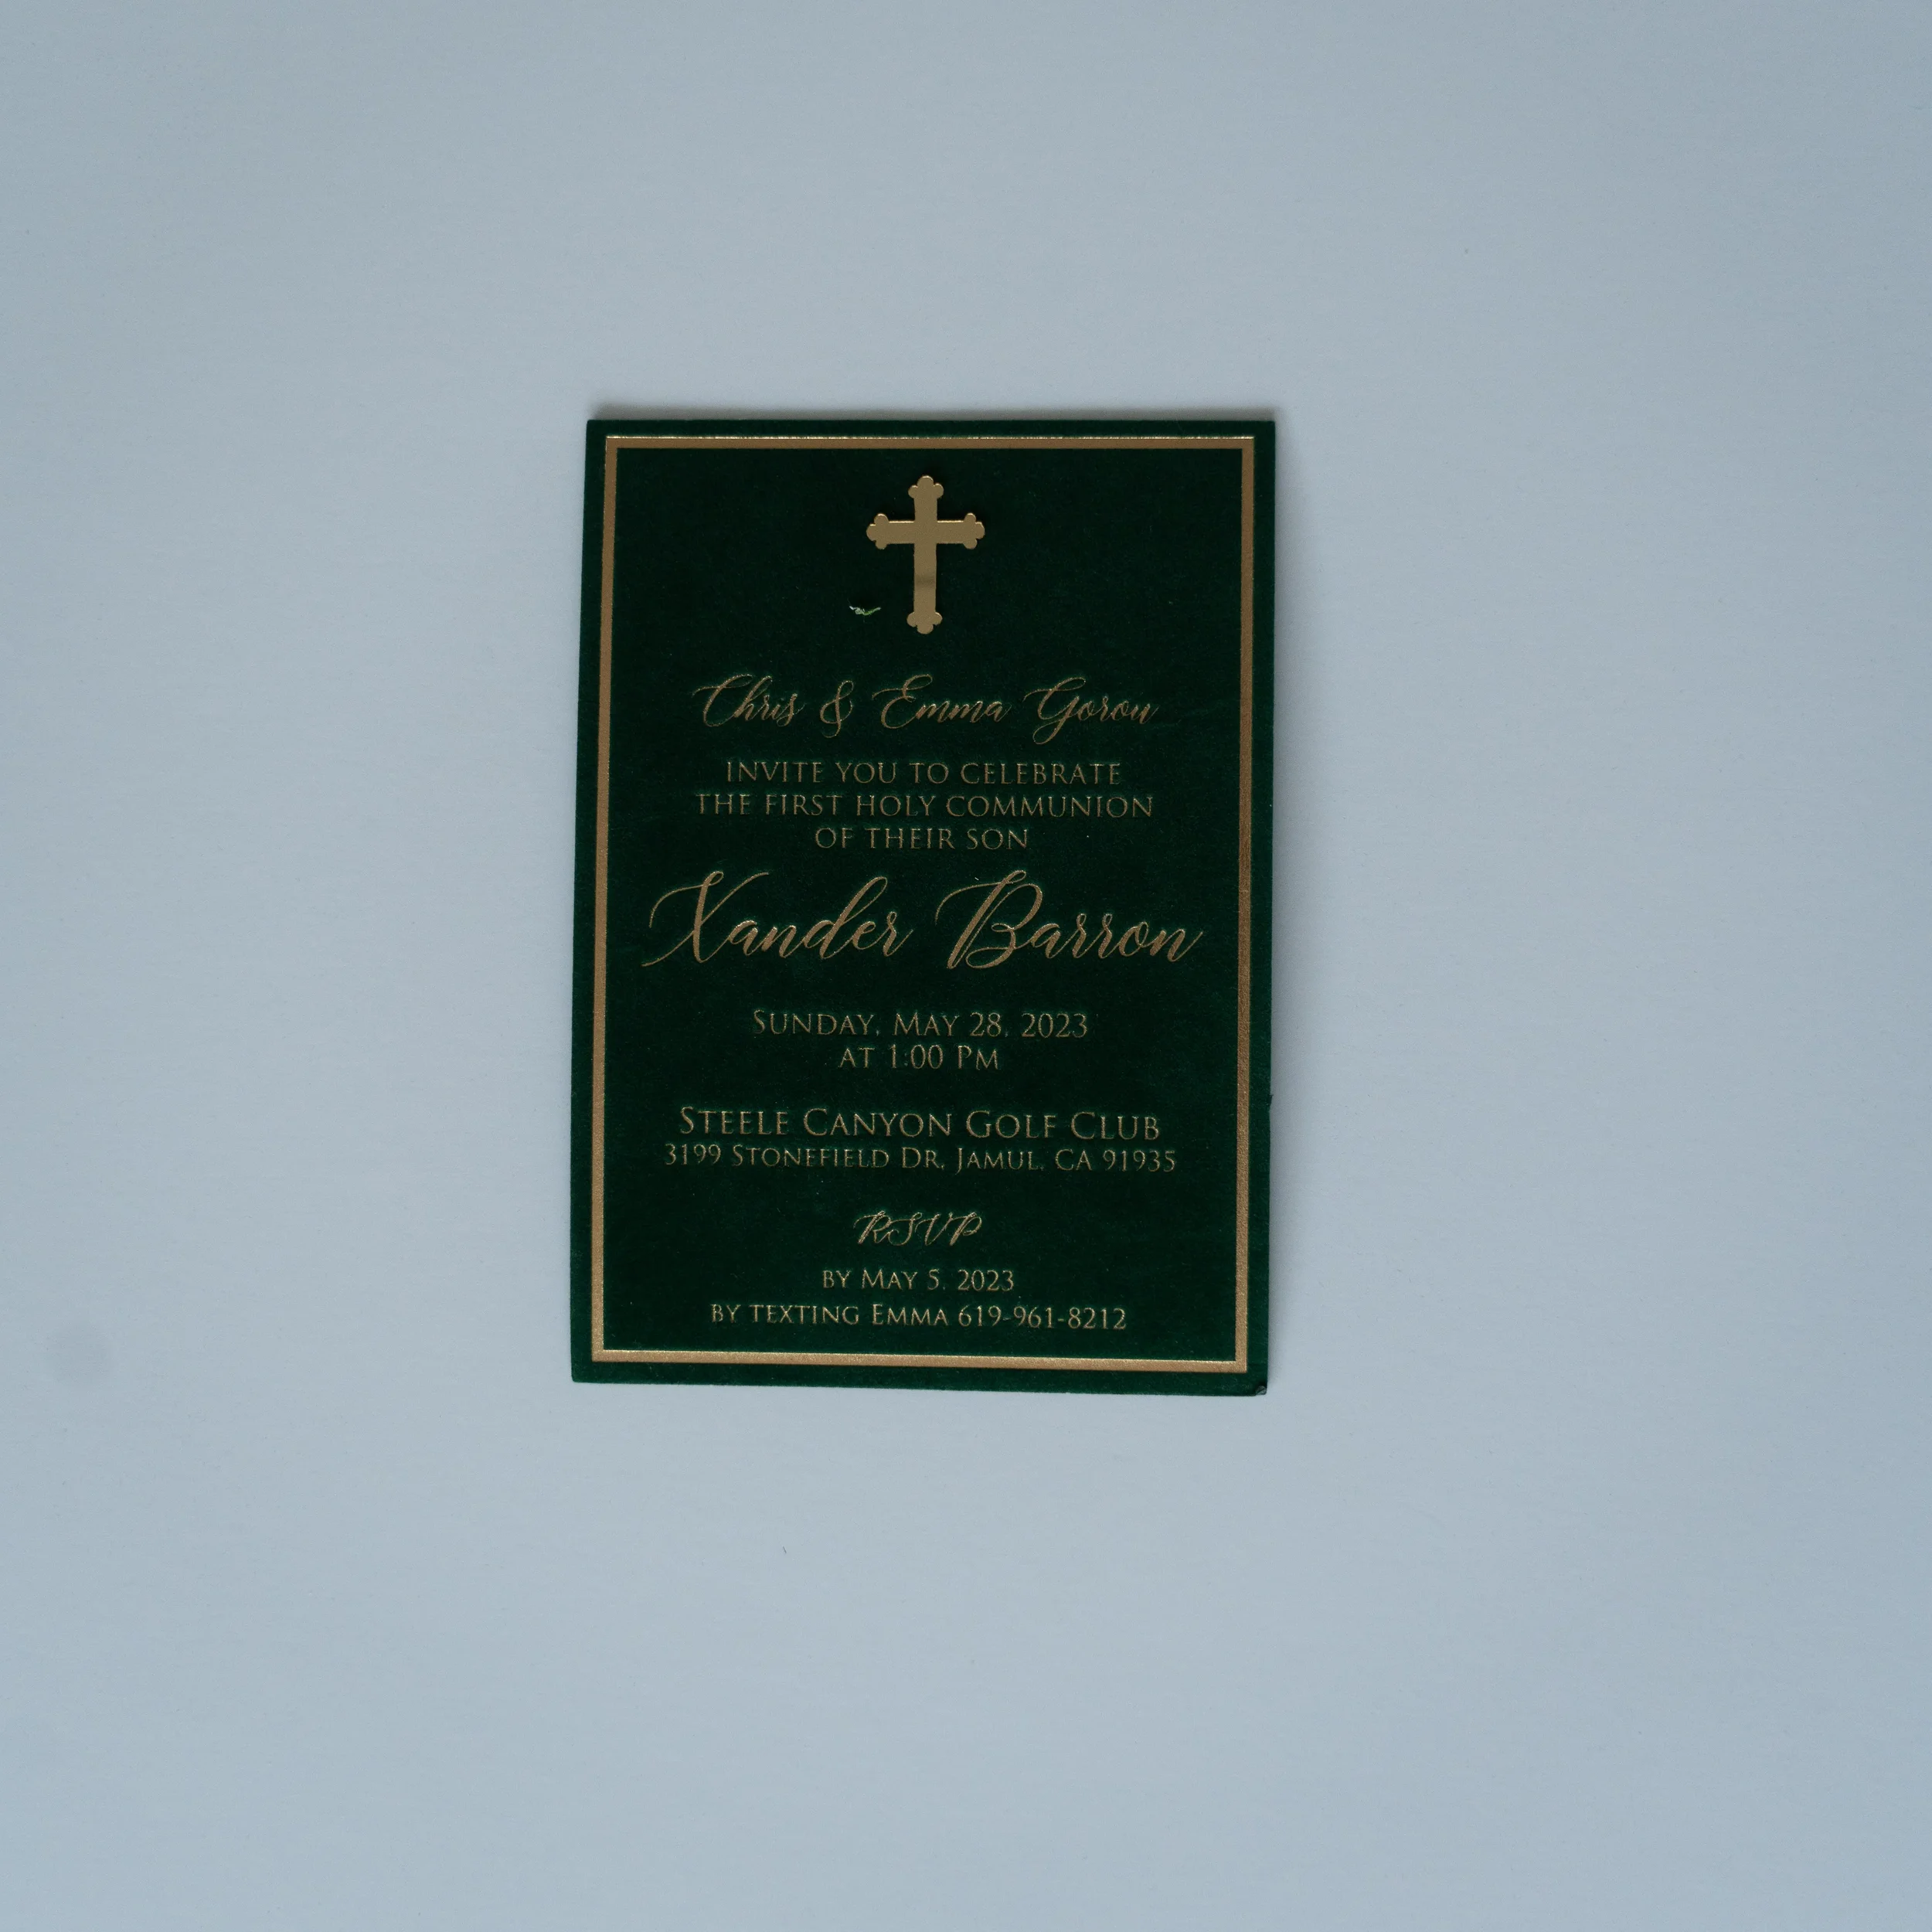 Chris & Emma Gorou
INVITE YOU TO CELEBRATE
THE FIRST HOLY COMMUNION
OF THEIR SON
Xander Barron
SUNDAY, MAY 28, 2023
AT 1:00 PM
STEELE CANYON GOLF CLUB
3199 STONEFIELD DR, JAMUL, CA 91935
RSVP
BY MAY 5, 2023
BY TEXTING EMMA 619-961-8212